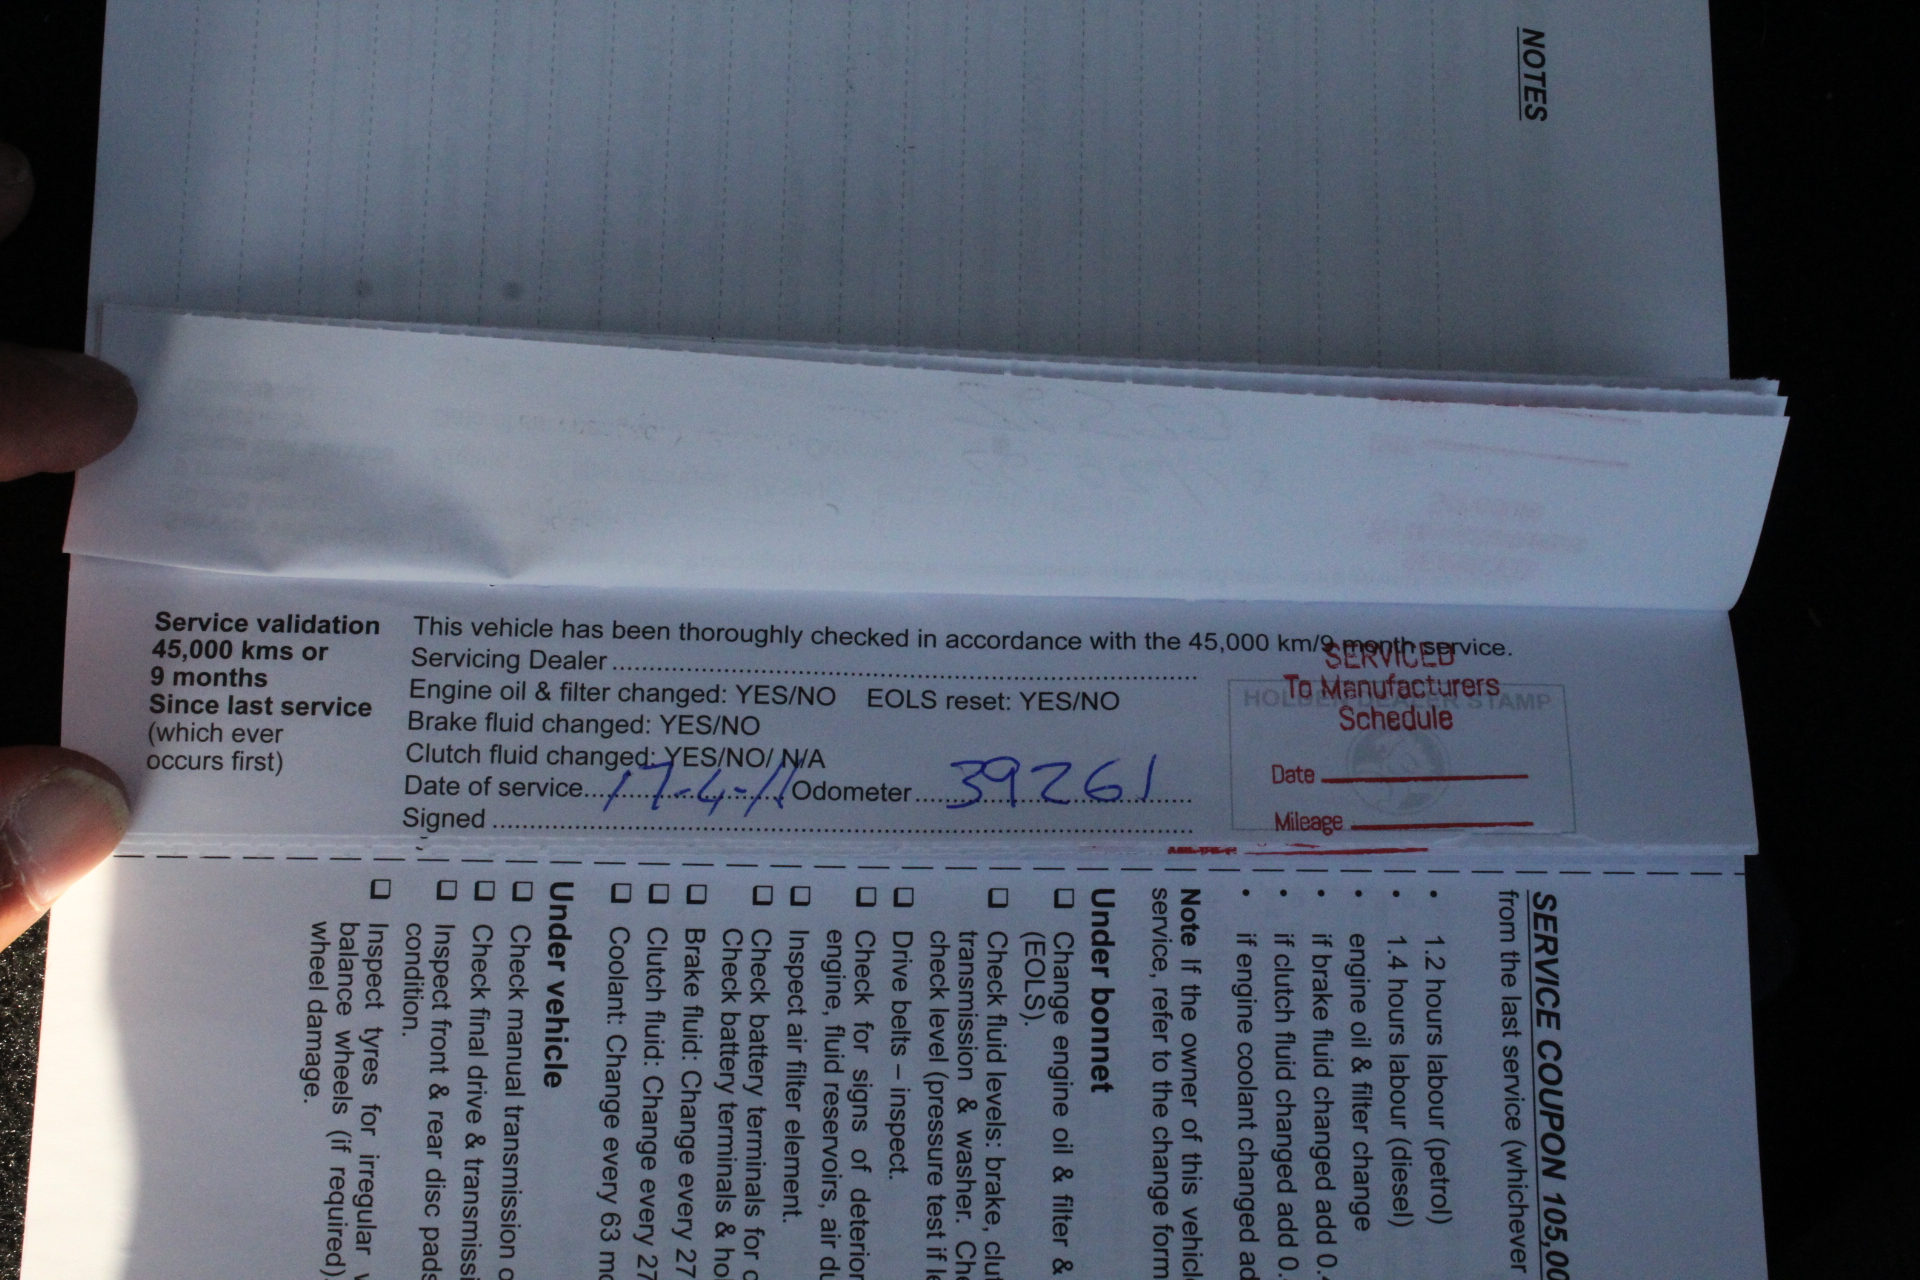 NOTES
Service validation
45,000 kms or
9 months
Since last service
(which ever
occurs first)
This vehicle has been thoroughly checked in accordance with the 45,000 km/9 month service.
Servicing Dealer
Engine oil & filter changed: YES/NO EOLS reset: YES/NO
Brake fluid changed: YES/NO
Clutch fluid changed: YES/NO/ N/A
Date of service 17-4-11 Odometer 39261
Signed
HOLDEN DEALER STAMP
SERVICED
To Manufacturers
Schedule
Date
Mileage
SERVICE COUPON 105,00
from the last service (whichever
• 1.2 hours labour (petrol)
• 1.4 hours labour (diesel)
• engine oil & filter change
• if brake fluid changed add 0.
• if clutch fluid changed add 0.
• if engine coolant changed ad
Note If the owner of this vehicl
service, refer to the change form
Under bonnet
❑ Change engine oil & filter &
(EOLS).
❑ Check fluid levels: brake, clut
transmission & washer. Che
check level (pressure test if le
❑ Drive belts – inspect.
❑ Check for signs of deterior
engine, fluid reservoirs, air du
❑ Inspect air filter element.
❑ Check battery terminals for c
Check battery terminals & hol
❑ Brake fluid: Change every 27
❑ Clutch fluid: Change every 27
❑ Coolant: Change every 63 mo
Under vehicle
❑ Check manual transmission o
❑ Check final drive & transmissi
❑ Inspect front & rear disc pads
condition.
❑ Inspect tyres for irregular w
balance wheels (if required).
wheel damage.